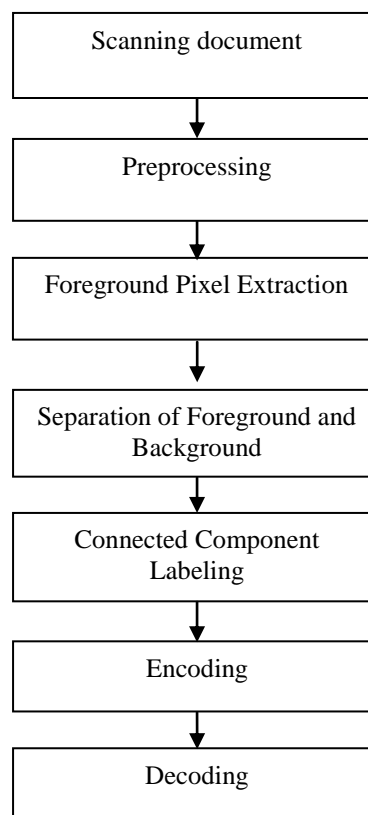 Scanning document
Preprocessing
Foreground Pixel Extraction
Separation of Foreground and
Background
Connected Component
Labeling
Encoding
Decoding